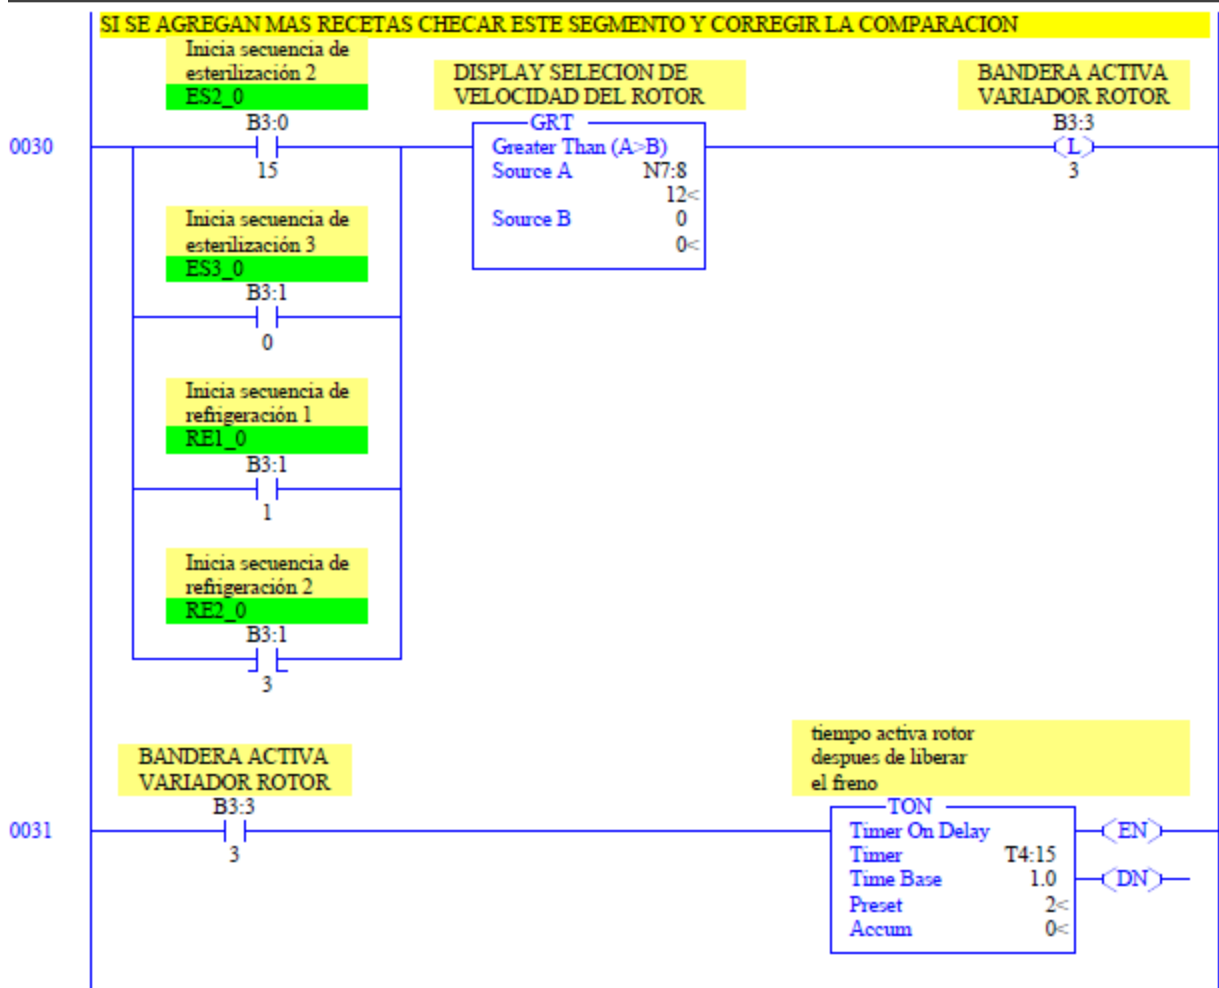 SI SE AGREGAN MAS RECETAS CHECAR ESTE SEGMENTO Y CORREGIR LA COMPARACION
Inicia secuencia de
esterilización 2
ES2_0
B3:0
15
DISPLAY SELECION DE
VELOCIDAD DEL ROTOR
GRT
Greater Than (A>B)
Source A N7:8
12<
Source B 0
0<
BANDERA ACTIVA
VARIADOR ROTOR
B3:3
L
3
0030
Inicia secuencia de
esterilización 3
ES3_0
B3:1
0
Inicia secuencia de
refrigeración 1
RE1_0
B3:1
1
Inicia secuencia de
refrigeración 2
RE2_0
B3:1
3
0031
BANDERA ACTIVA
VARIADOR ROTOR
B3:3
3
tiempo activa rotor
despues de liberar
el freno
TON
Timer On Delay
Timer T4:15
Time Base 1.0
Preset 2<
Accum 0<
EN
DN